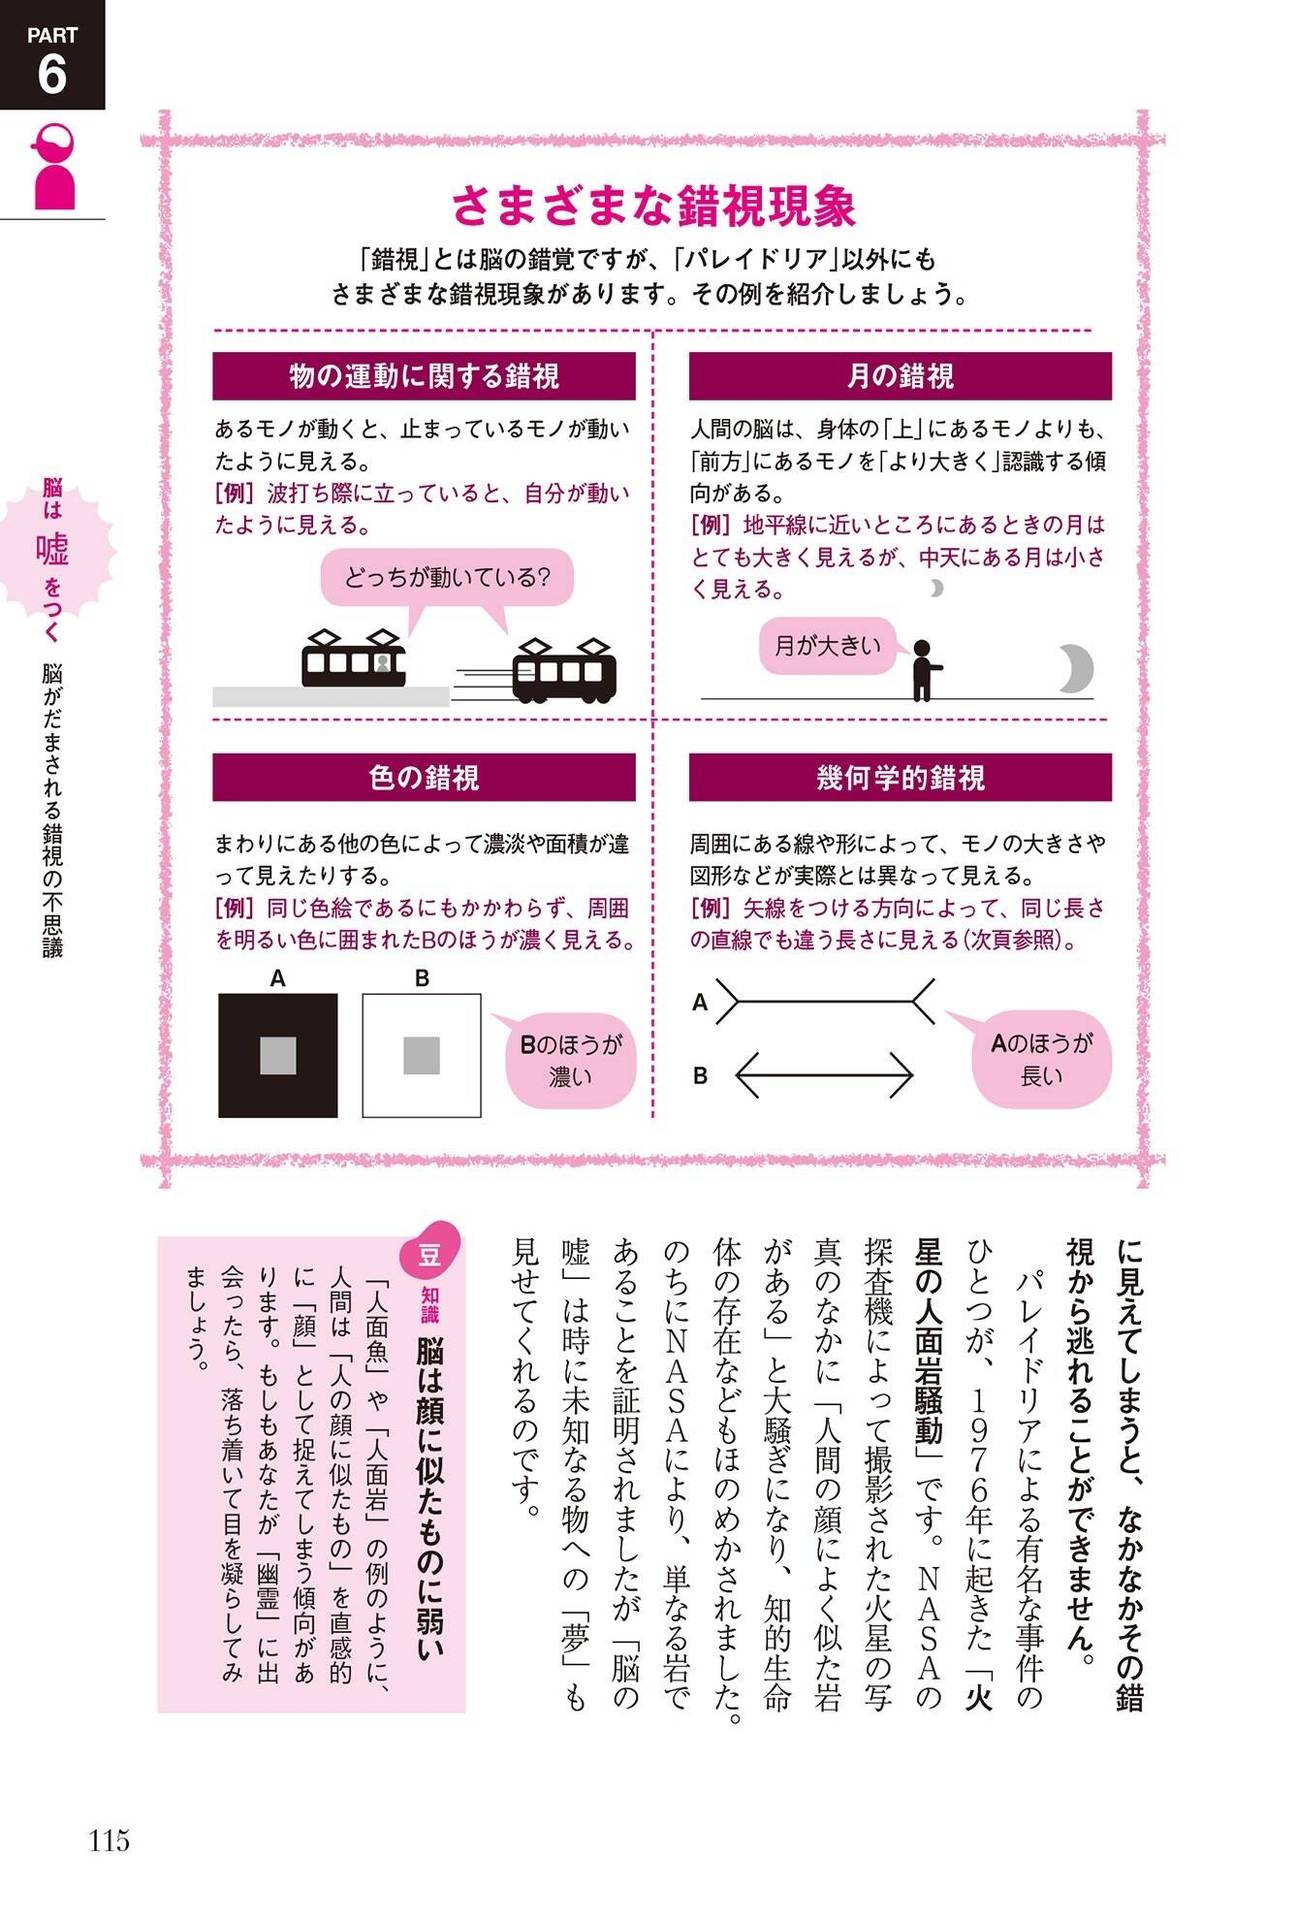 PART
6
さまざまな錯視現象
「錯視」とは脳の錯覚ですが、「パレイドリア」以外にも
さまざまな錯視現象があります。その例を紹介しましょう。
物の運動に関する錯視
あるモノが動くと、止まっているモノが動い
たように見える。
［例］波打ち際に立っていると、自分が動い
たように見える。
どっちが動いている?
月の錯視
人間の脳は、身体の「上」にあるモノよりも、
「前方」にあるモノを「より大きく」認識する傾
向がある。
［例］地平線に近いところにあるときの月は
とても大きく見えるが、中天にある月は小さ
く見える。
月が大きい
色の錯視
まわりにある他の色によって濃淡や面積が違
って見えたりする。
［例］同じ色絵であるにもかかわらず、周囲
を明るい色に囲まれたBのほうが濃く見える。
A
B
Bのほうが
濃い
幾何学的錯視
周囲にある線や形によって、モノの大きさや
図形などが実際とは異なって見える。
［例］矢線をつける方向によって、同じ長さ
の直線でも違う長さに見える（次頁参照）。
A
B
Aのほうが
長い
脳は嘘をつく 脳がだまされる錯視の不思議
に見えてしまうと、なかなかその錯
視から逃れることができません。
パレイドリアによる有名な事件の
ひとつが、1976年に起きた「火
星の人面岩騒動」です。NASAの
探査機によって撮影された火星の写
真のなかに「人間の顔によく似た岩
がある」と大騒ぎになり、知的生命
体の存在などもほのめかされました。
のちにNASAにより、単なる岩で
あることを証明されましたが「脳の
嘘」は時に未知なる物への「夢」も
見せてくれるのです。
豆知識 脳は顔に似たものに弱い
「人面魚」や「人面岩」の例のように、
人間は「人の顔に似たもの」を直感的
に「顔」として捉えてしまう傾向があ
ります。もしもあなたが「幽霊」に出
会ったら、落ち着いて目を凝らしてみ
ましょう。
115